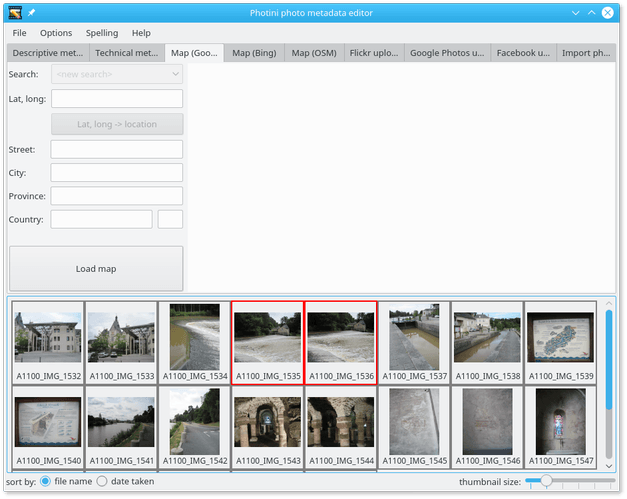 Photini photo metadata editor
File Options Spelling Help
Descriptive met... Technical met... Map (Goo... Map (Bing) Map (OSM) Flickr uplo... Google Photos u... Facebook u... Import ph...
Search: <new search>
Lat, long:
Lat, long -> location
Street:
City:
Province:
Country:
Load map
A1100_IMG_1532 A1100_IMG_1533 A1100_IMG_1534 A1100_IMG_1535 A1100_IMG_1536 A1100_IMG_1537 A1100_IMG_1538 A1100_IMG_1539
A1100_IMG_1540 A1100_IMG_1541 A1100_IMG_1542 A1100_IMG_1543 A1100_IMG_1544 A1100_IMG_1545 A1100_IMG_1546 A1100_IMG_1547
sort by: file name date taken thumbnail size: